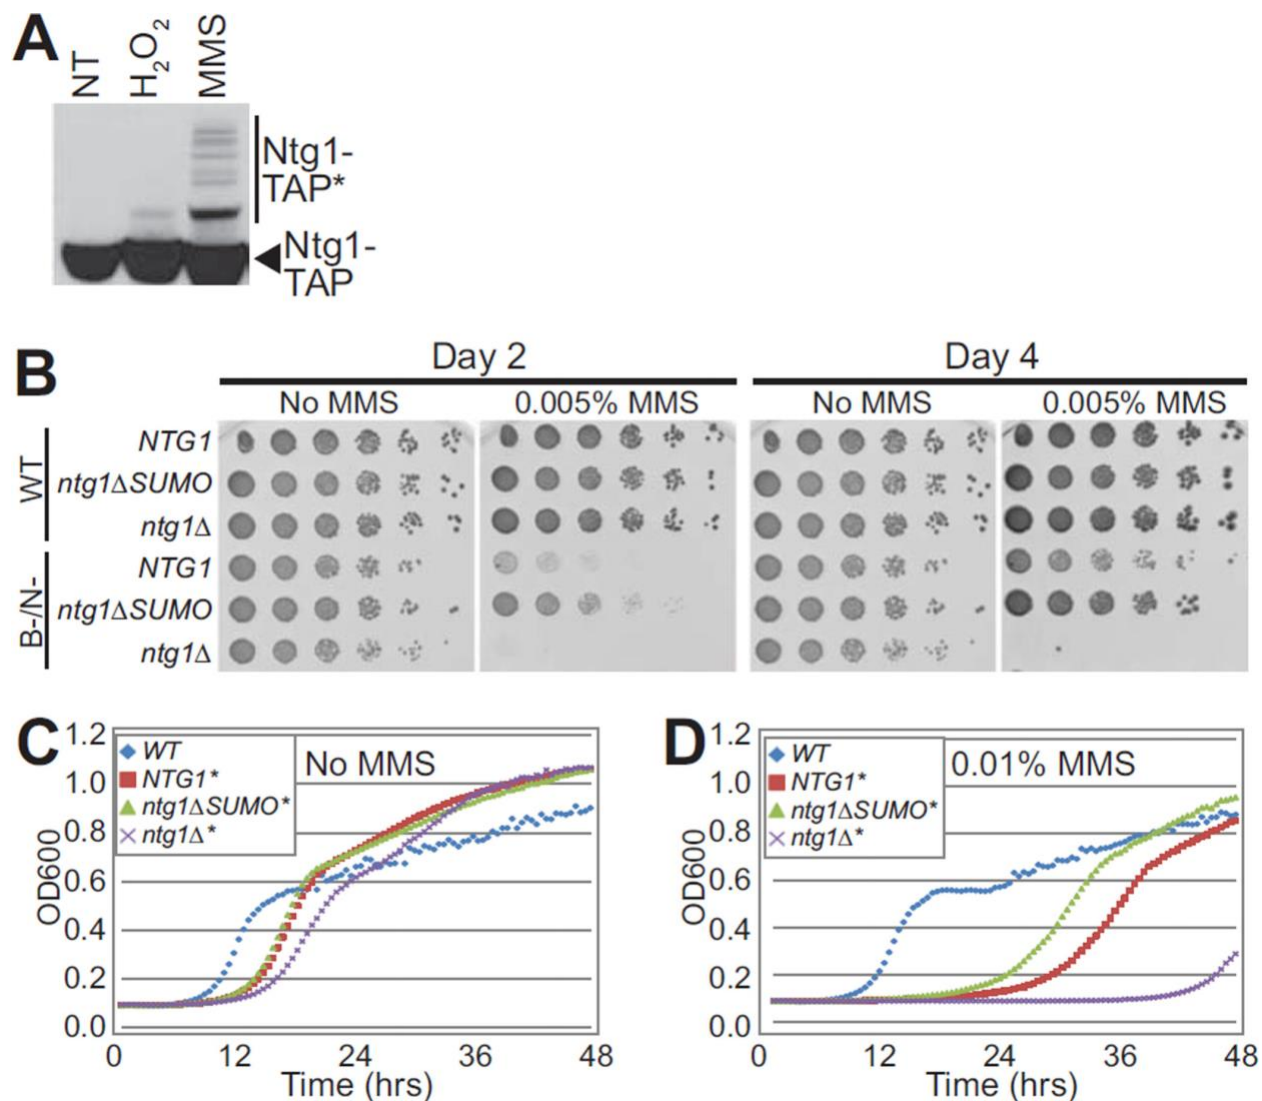 A
NT
H₂O₂
MMS
Ntg1-
TAP*
Ntg1-
TAP
B
Day 2
Day 4
No MMS
0.005% MMS
No MMS
0.005% MMS
WT
NTG1
ntg1ΔSUMO
ntg1Δ
B-/N-
NTG1
ntg1ΔSUMO
ntg1Δ
C
No MMS
WT
NTG1*
ntg1ΔSUMO*
ntg1Δ*
OD600
1.2
1.0
0.8
0.6
0.4
0.2
0.0
0 12 24 36 48
Time (hrs)
D
0.01% MMS
WT
NTG1*
ntg1ΔSUMO*
ntg1Δ*
OD600
1.2
1.0
0.8
0.6
0.4
0.2
0.0
0 12 24 36 48
Time (hrs)